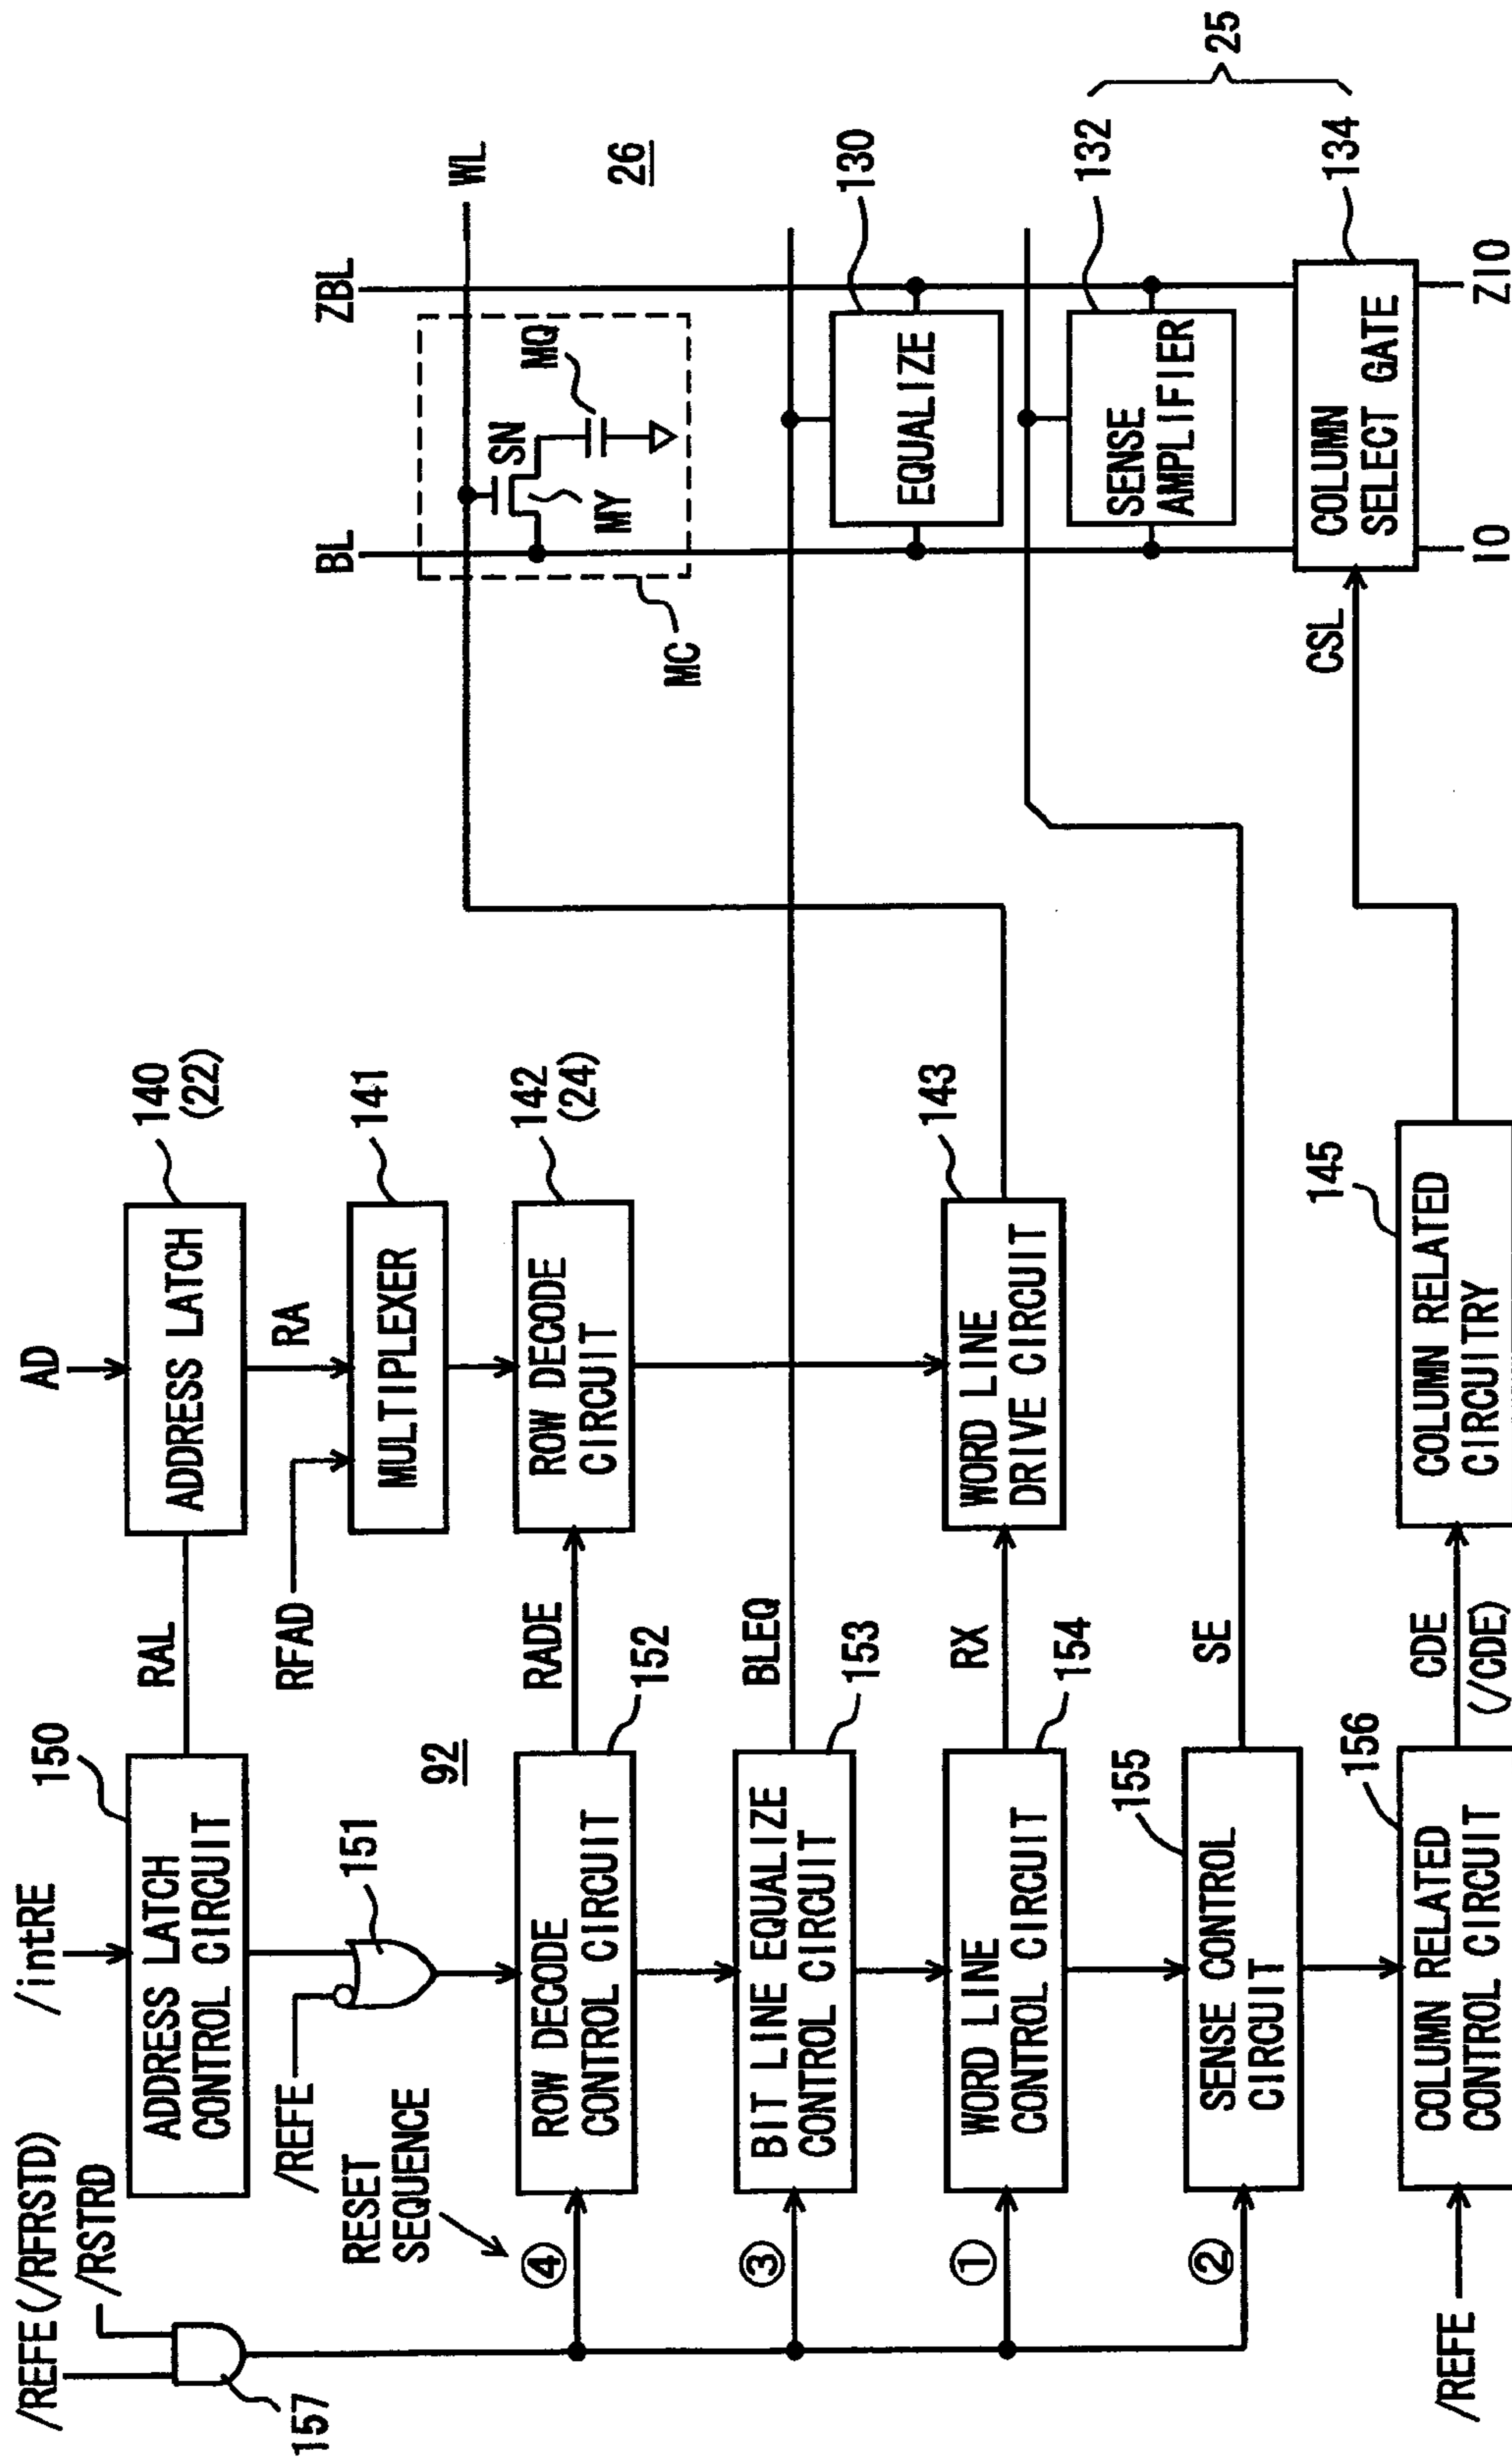 /REFE(/RFRSTD)
/RSTRD
157
/intRE
150
ADDRESS LATCH
CONTROL CIRCUIT
RAL
AD
ADDRESS LATCH
140
(22)
/REFE
151
RFAD
RA
MULTIPLEXER
141
RESET
SEQUENCE
92
④
ROW DECODE
CONTROL CIRCUIT
152
RADE
ROW DECODE
CIRCUIT
142
(24)
③
BIT LINE EQUALIZE
CONTROL CIRCUIT
153
BLEQ
①
WORD LINE
CONTROL CIRCUIT
154
RX
WORD LINE
DRIVE CIRCUIT
143
②
SENSE CONTROL
CIRCUIT
155
SE
/REFE
COLUMN RELATED
CONTROL CIRCUIT
156
CDE
(/CDE)
COLUMN RELATED
CIRCUITRY
145
BL
ZBL
WL
SN
MQ
MY
MC
26
EQUALIZE
130
SENSE
AMPLIFIER
132
25
CSL
COLUMN
SELECT GATE
134
IO
ZIO